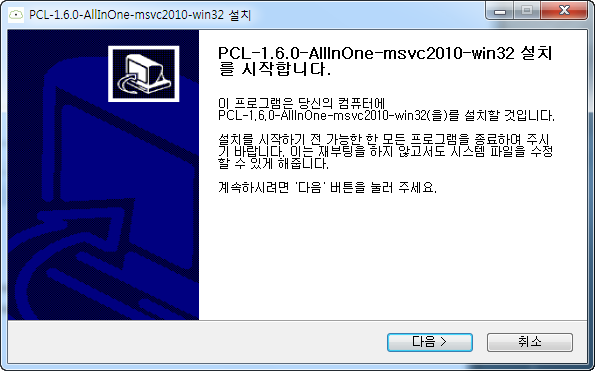 PCL-1.6.0-AllInOne-msvc2010-win32 설치
PCL-1.6.0-AllInOne-msvc2010-win32 설치
를 시작합니다.
이 프로그램은 당신의 컴퓨터에
PCL-1.6.0-AllInOne-msvc2010-win32(을)를 설치할 것입니다.
설치를 시작하기 전 가능한 한 모든 프로그램을 종료하여 주시
기 바랍니다. 이는 재부팅을 하지 않고서도 시스템 파일을 수정
할 수 있게 해줍니다.
계속하시려면 '다음' 버튼을 눌러 주세요.
다음 >
취소